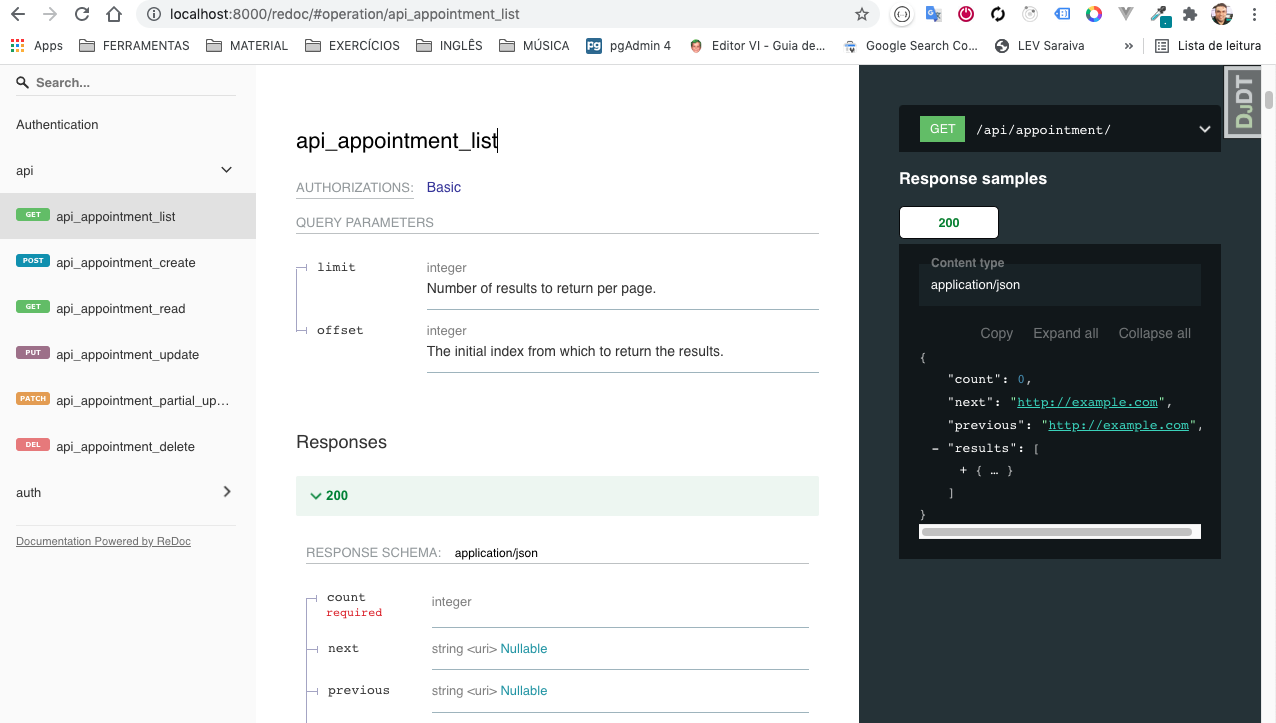 localhost:8000/redoc/#operation/api_appointment_list
Apps FERRAMENTAS MATERIAL EXERCÍCIOS INGLÊS MÚSICA pgAdmin 4 Editor VI - Guia de... Google Search Co... LEV Saraiva » Lista de leitura
Search...
Authentication
api
GET api_appointment_list
POST api_appointment_create
GET api_appointment_read
PUT api_appointment_update
PATCH api_appointment_partial_up...
DEL api_appointment_delete
auth
Documentation Powered by ReDoc
api_appointment_list
AUTHORIZATIONS: Basic
QUERY PARAMETERS
limit integer
Number of results to return per page.
offset integer
The initial index from which to return the results.
Responses
200
RESPONSE SCHEMA: application/json
count integer
required
next string <uri> Nullable
previous string <uri> Nullable
DJDT
GET /api/appointment/
Response samples
200
Content type
application/json
Copy Expand all Collapse all
{
"count": 0,
"next": "http://example.com",
"previous": "http://example.com",
- "results": [
+ { … }
]
}